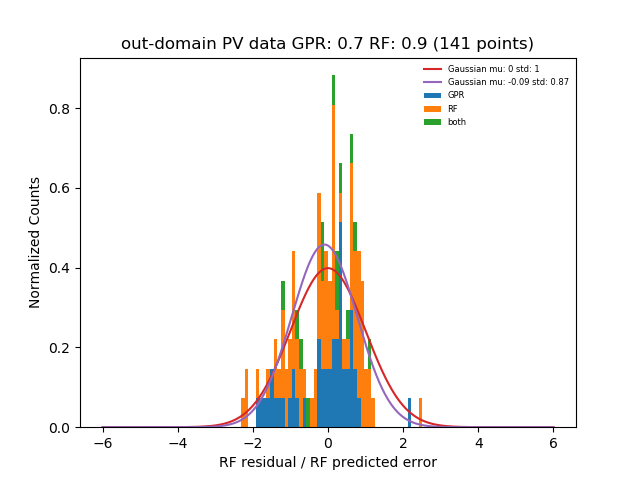 out-domain PV data GPR: 0.7 RF: 0.9 (141 points)
Gaussian mu: 0 std: 1
Gaussian mu: -0.09 std: 0.87
GPR
RF
both
Normalized Counts
0.8
0.6
0.4
0.2
0.0
−6 −4 −2 0 2 4 6
RF residual / RF predicted error